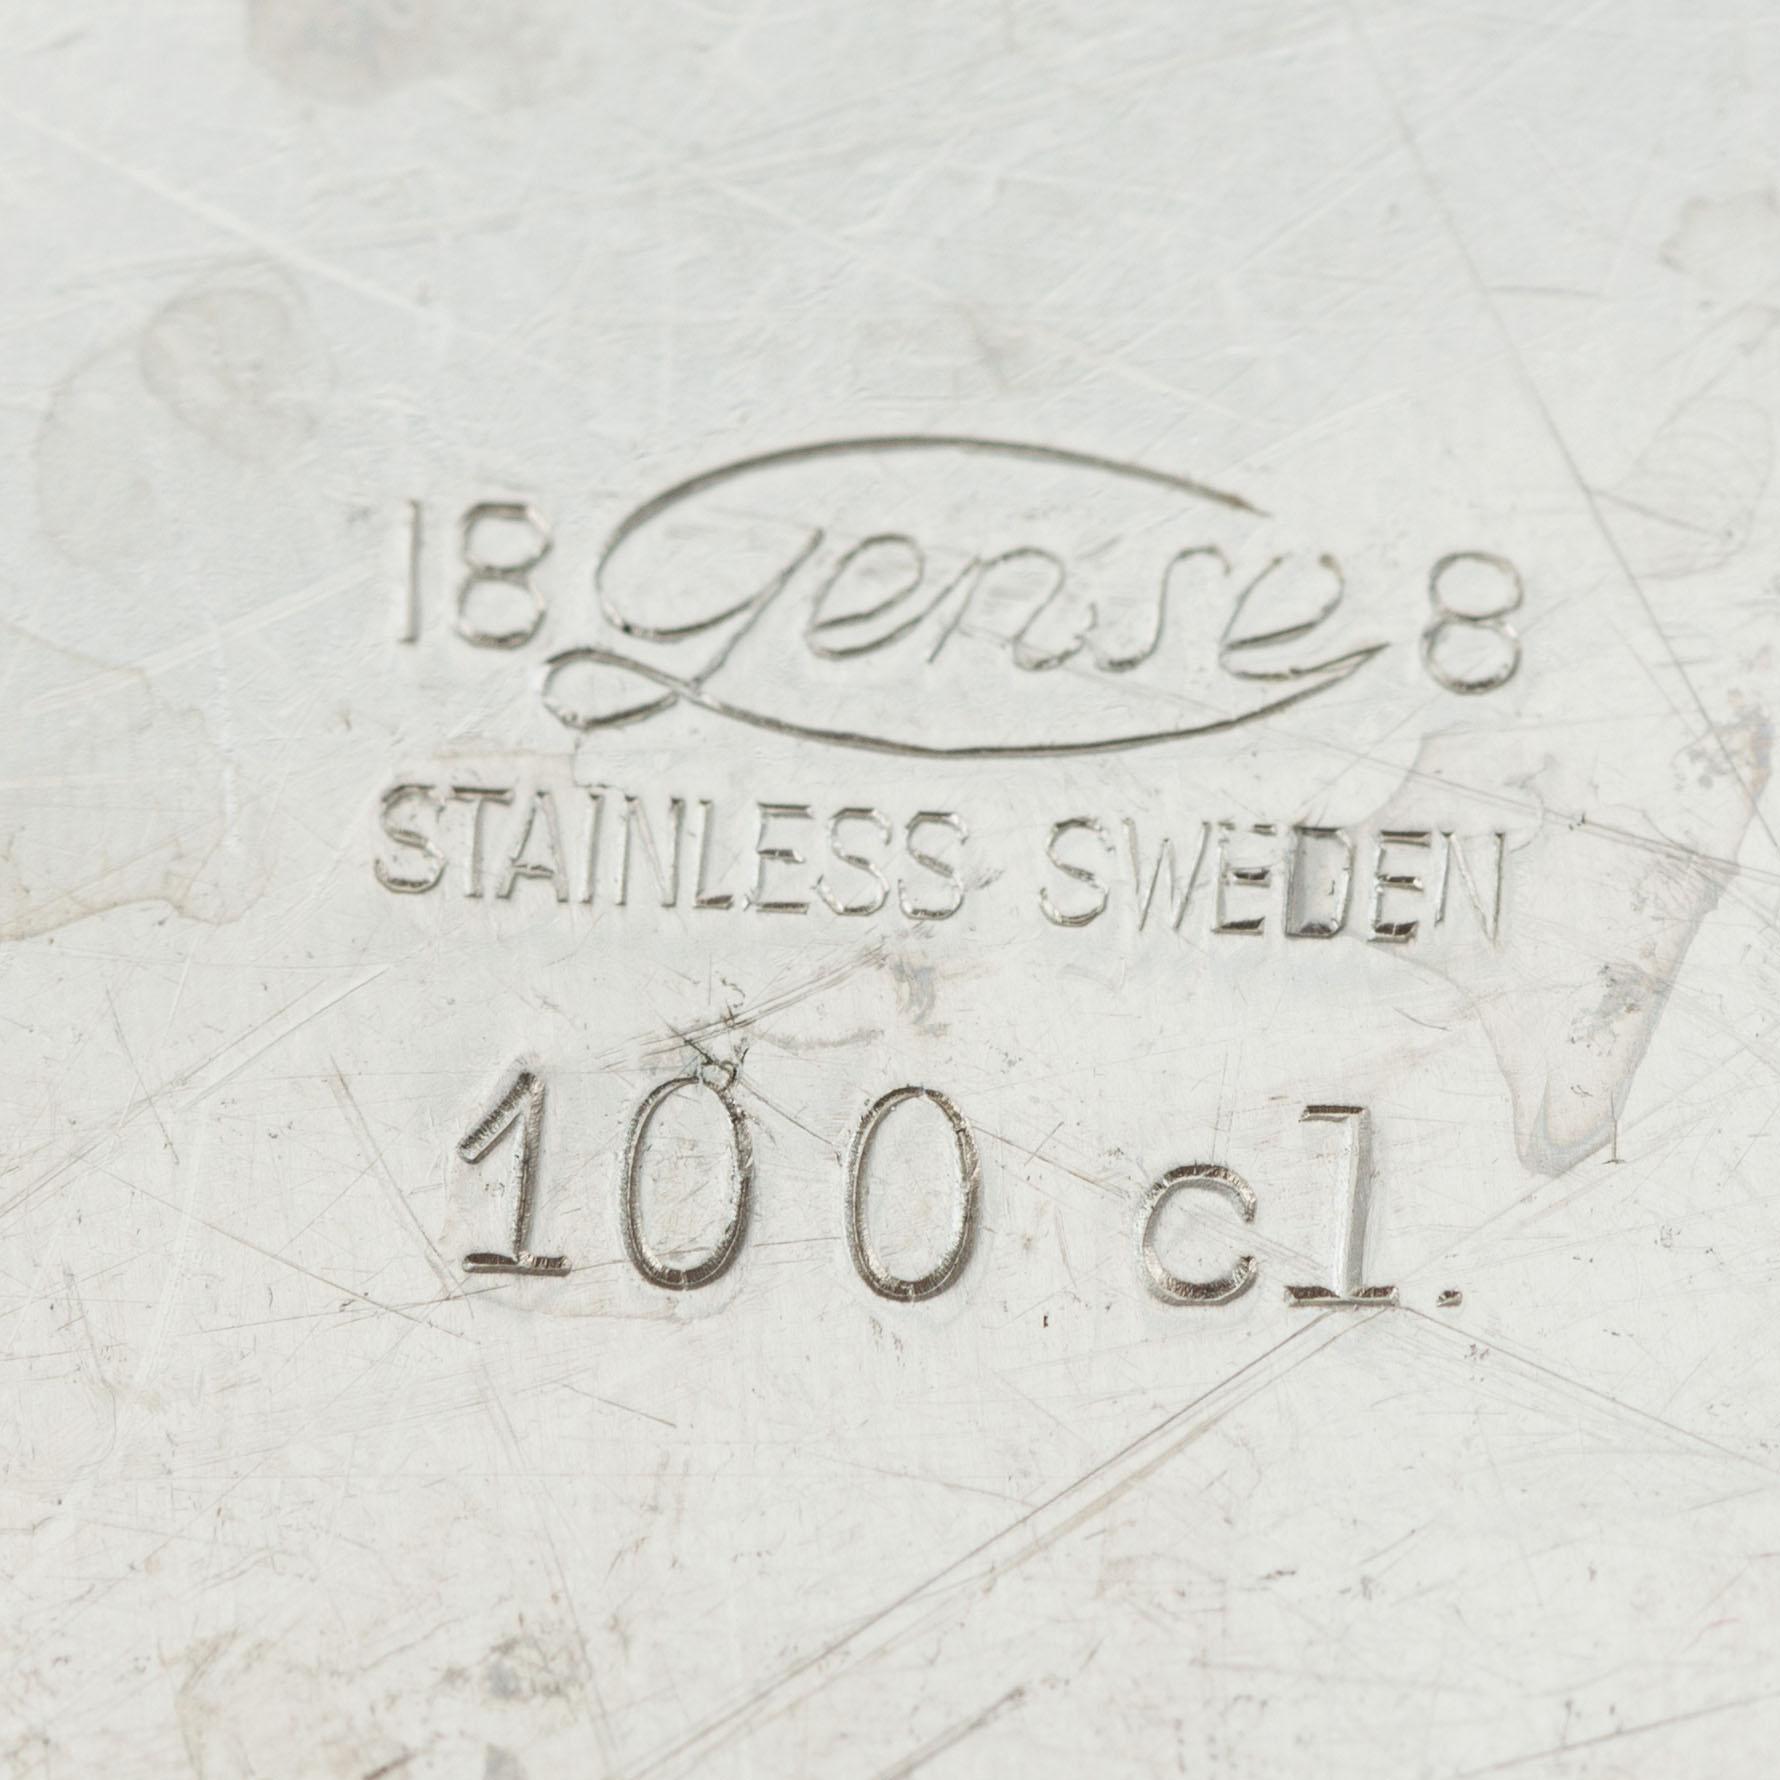 18 Gense 8
STAINLESS SWEDEN
100 cl.